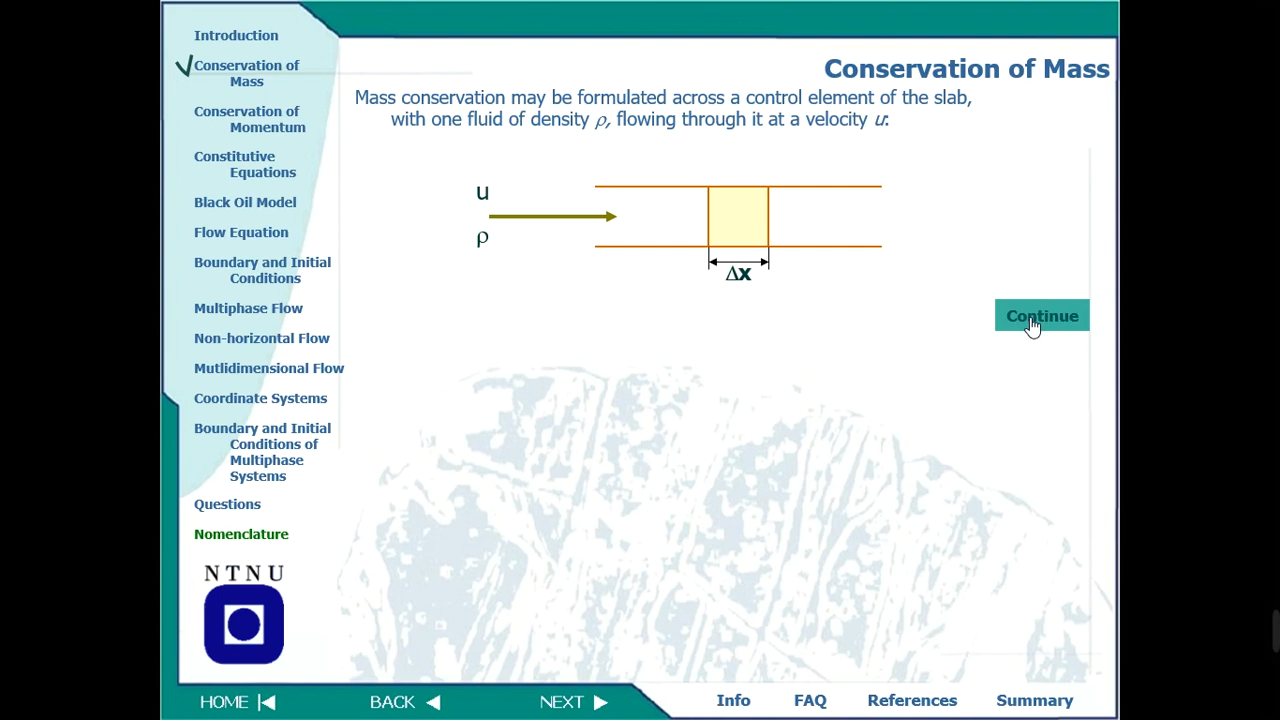 Introduction
Conservation of
Mass
Conservation of
Momentum
Constitutive
Equations
Black Oil Model
Flow Equation
Boundary and Initial
Conditions
Multiphase Flow
Non-horizontal Flow
Mutlidimensional Flow
Coordinate Systems
Boundary and Initial
Conditions of
Multiphase
Systems
Questions
Nomenclature
NTNU
Conservation of Mass
Mass conservation may be formulated across a control element of the slab,
with one fluid of density ρ, flowing through it at a velocity u:
u
ρ
Δx
Continue
HOME
BACK
NEXT
Info
FAQ
References
Summary